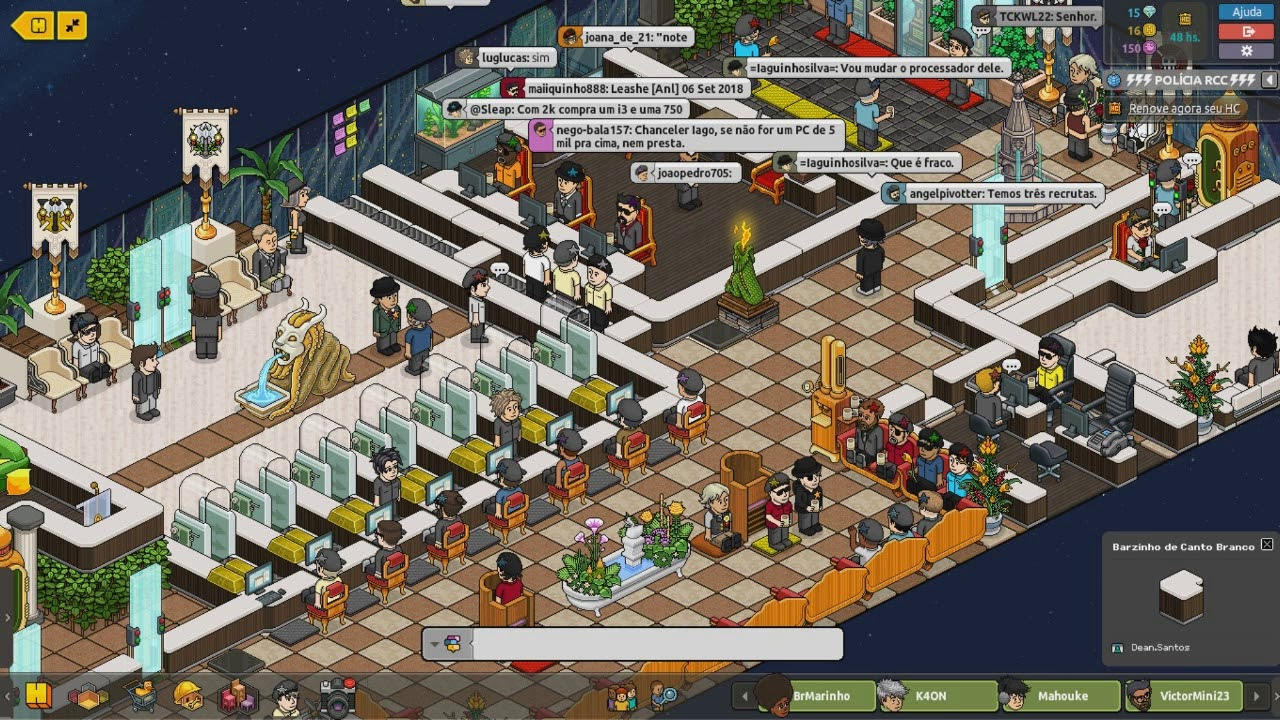 TCKWL22: Senhor.
15
Ajuda
16
48 hs.
150
joana_de_21: "note
luglucas: sim
=Iaguinhosilva=: Vou mudar o processador dele.
POLÍCIA RCC
maiiquinho888: Leashe [Anl] 06 Set 2018
Renove agora seu HC
@Sleap: Com 2k compra um i3 e uma 750
nego-bala157: Chanceler Iago, se não for um PC de 5
mil pra cima, nem presta.
=Iaguinhosilva=: Que é fraco.
joaopedro705:
angelpivotter: Temos três recrutas.
Barzinho de Canto Branco
Dean.Santos
BrMarinho
K4ON
Mahouke
VictorMini23